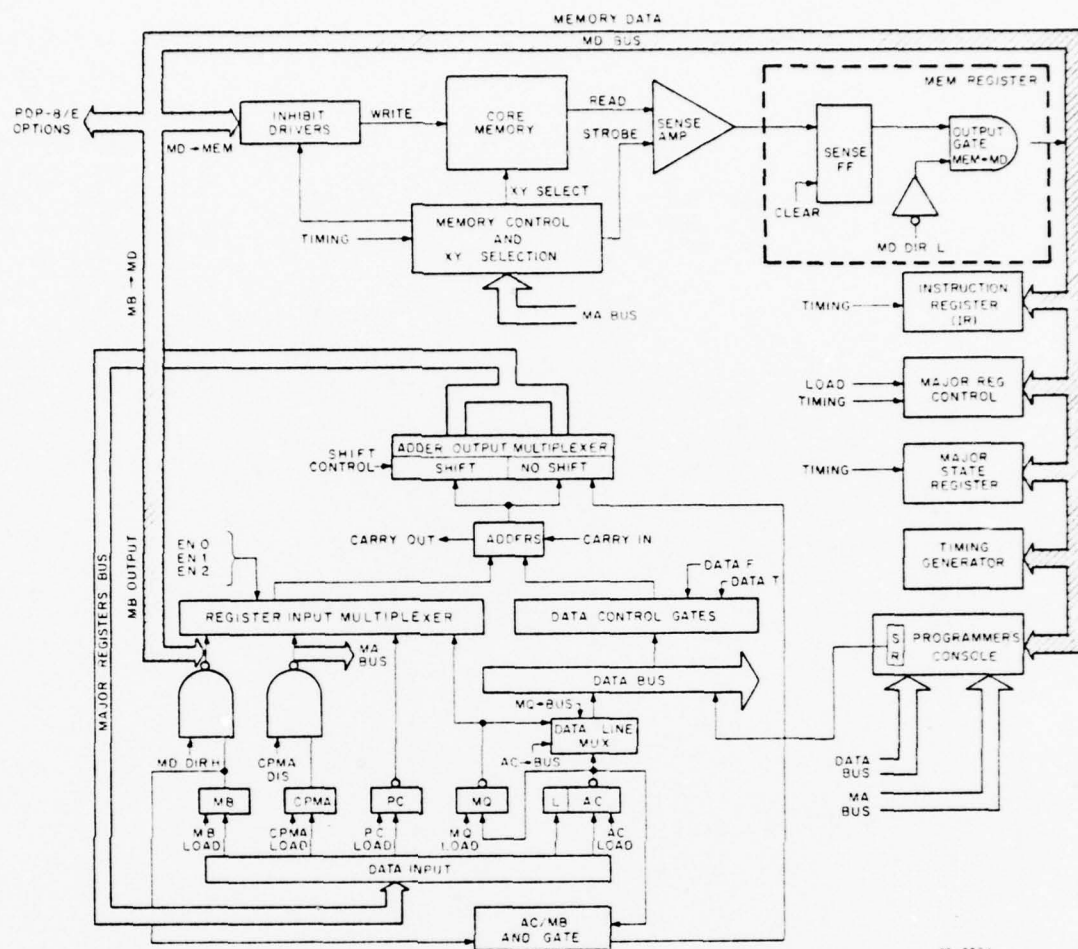 MEMORY DATA
MD BUS
MEM REGISTER
PDP-8/E
OPTIONS
INHIBIT
DRIVERS
WRITE
CORE
MEMORY
READ
STROBE
SENSE
AMP
SENSE
FF
OUTPUT
GATE
MEM→MD
MD→MEM
XY SELECT
CLEAR
TIMING
MEMORY CONTROL
AND
XY SELECTION
MD DIR L
MB→MD
MA BUS
TIMING
INSTRUCTION
REGISTER
(IR)
LOAD
TIMING
MAJOR REG
CONTROL
SHIFT
CONTROL
ADDER OUTPUT MULTIPLEXER
SHIFT
NO SHIFT
TIMING
MAJOR
STATE
REGISTER
CARRY OUT
ADDERS
CARRY IN
TIMING
GENERATOR
EN 0
EN 1
EN 2
DATA F
DATA T
MAJOR REGISTERS BUS
MB OUTPUT
REGISTER INPUT MULTIPLEXER
DATA CONTROL GATES
SR
PROGRAMMERS
CONSOLE
MA
BUS
DATA BUS
MQ→BUS
DATA LINE
MUX
AC→BUS
MD DIR H
CPMA
DIS
DATA
BUS
MA
BUS
MB
CPMA
PC
MQ
L
AC
MB
LOAD
CPMA
LOAD
PC
LOAD
MQ
LOAD
AC
LOAD
DATA INPUT
AC/MB
AND GATE